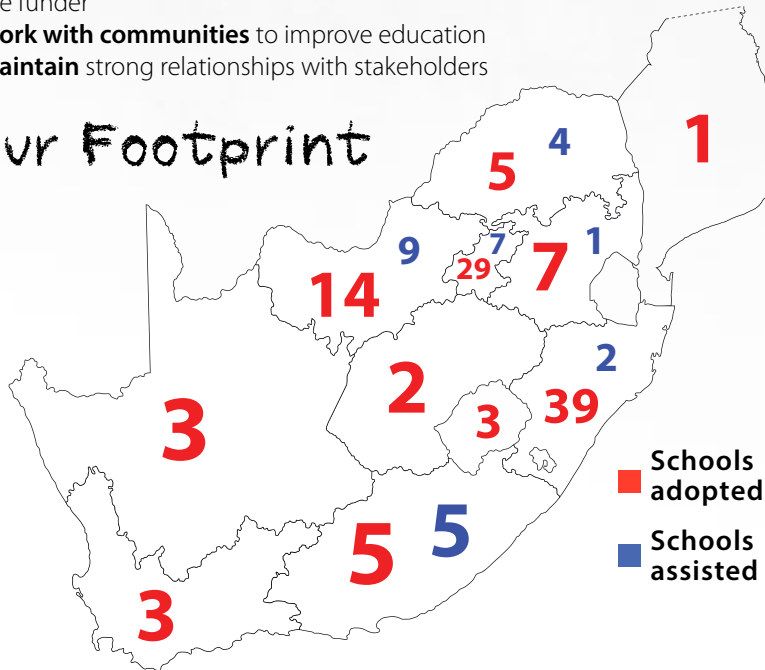 e funder
ork with communities to improve education
aintain strong relationships with stakeholders
ur Footprint
1
4
5
9
7
1
29
7
14
2
2
39
3
3
5
5
3
Schools
adopted
Schools
assisted